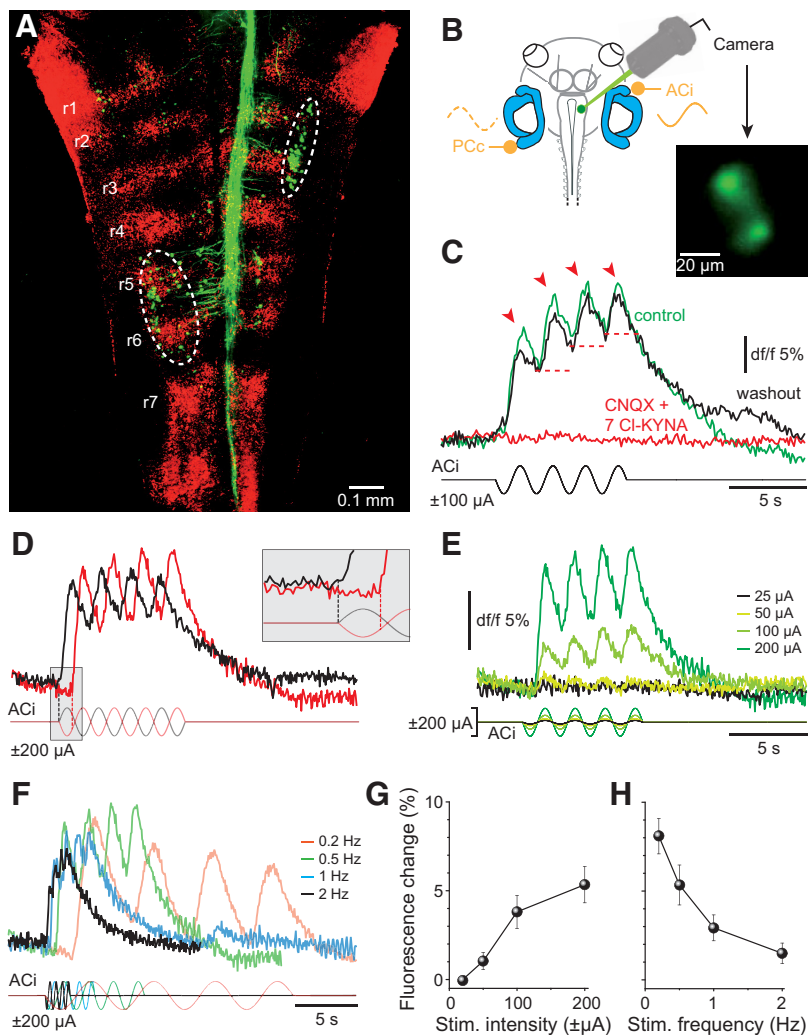 A
r1
r2
r3
r4
r5
r6
r7
0.1 mm
B
Camera
ACi
PCc
20 µm
C
control
df/f 5%
washout
CNQX +
7 Cl-KYNA
ACi
±100 µA
5 s
D
ACi
±200 µA
E
df/f 5%
25 µA
50 µA
100 µA
200 µA
±200 µA
ACi
5 s
F
0.2 Hz
0.5 Hz
1 Hz
2 Hz
ACi
±200 µA
5 s
G
Fluorescence change (%)
10
5
0
0 100 200
Stim. intensity (±µA)
H
0 1 2
Stim. frequency (Hz)